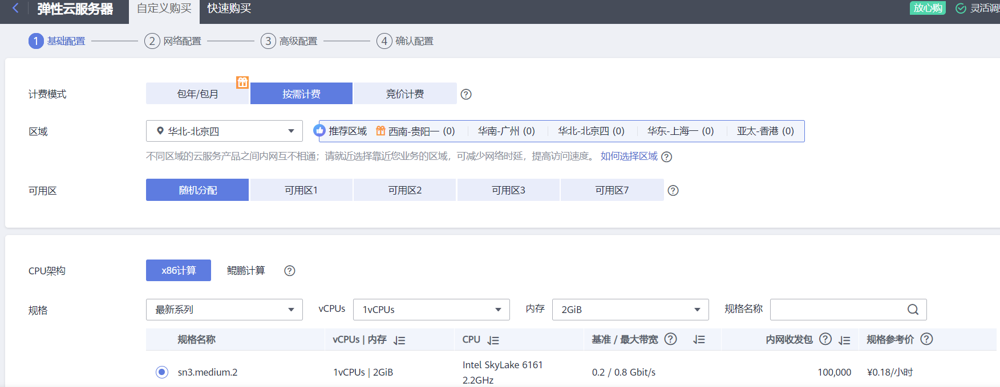 弹性云服务器 自定义购买 快速购买 放心购 灵活调
1 基础配置 2 网络配置 3 高级配置 4 确认配置
计费模式 包年/包月 按需计费 竞价计费 ?
区域 华北-北京四 推荐区域 西南-贵阳一 (0) 华南-广州 (0) 华北-北京四 (0) 华东-上海一 (0) 亚太-香港 (0)
不同区域的云服务产品之间内网互不相通；请就近选择靠近您业务的区域，可减少网络时延，提高访问速度。 如何选择区域 ?
可用区 随机分配 可用区1 可用区2 可用区3 可用区7 ?
CPU架构 x86计算 鲲鹏计算 ?
规格 最新系列 vCPUs 1vCPUs 内存 2GiB 规格名称
规格名称 vCPUs | 内存 CPU 基准 / 最大带宽 ? 内网收发包 ? 规格参考价 ?
sn3.medium.2 1vCPUs | 2GiB Intel SkyLake 6161 0.2 / 0.8 Gbit/s 100,000 ¥0.18/小时
2.2GHz